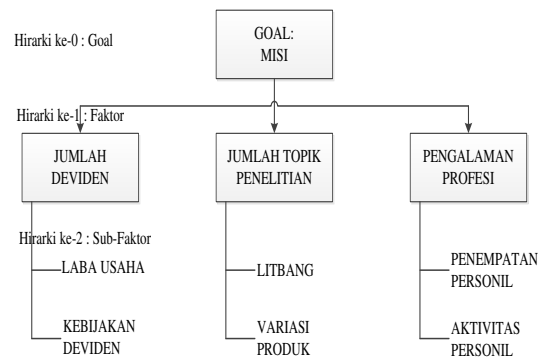 Hirarki ke-0 : Goal
GOAL:
MISI
Hirarki ke-1 : Faktor
JUMLAH
DEVIDEN
JUMLAH TOPIK
PENELITIAN
PENGALAMAN
PROFESI
Hirarki ke-2 : Sub-Faktor
LABA USAHA
LITBANG
PENEMPATAN
PERSONIL
KEBIJAKAN
DEVIDEN
VARIASI
PRODUK
AKTIVITAS
PERSONIL